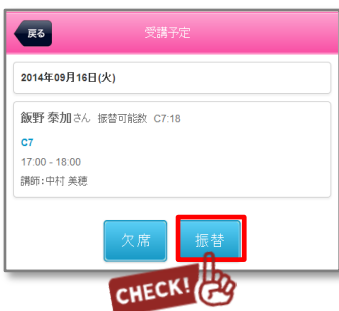 戻る
受講予定
2014年09月16日(火)
飯野 泰加さん 振替可能数 C7:18
C7
17:00 - 18:00
講師:中村 美穂
欠席
振替
CHECK!